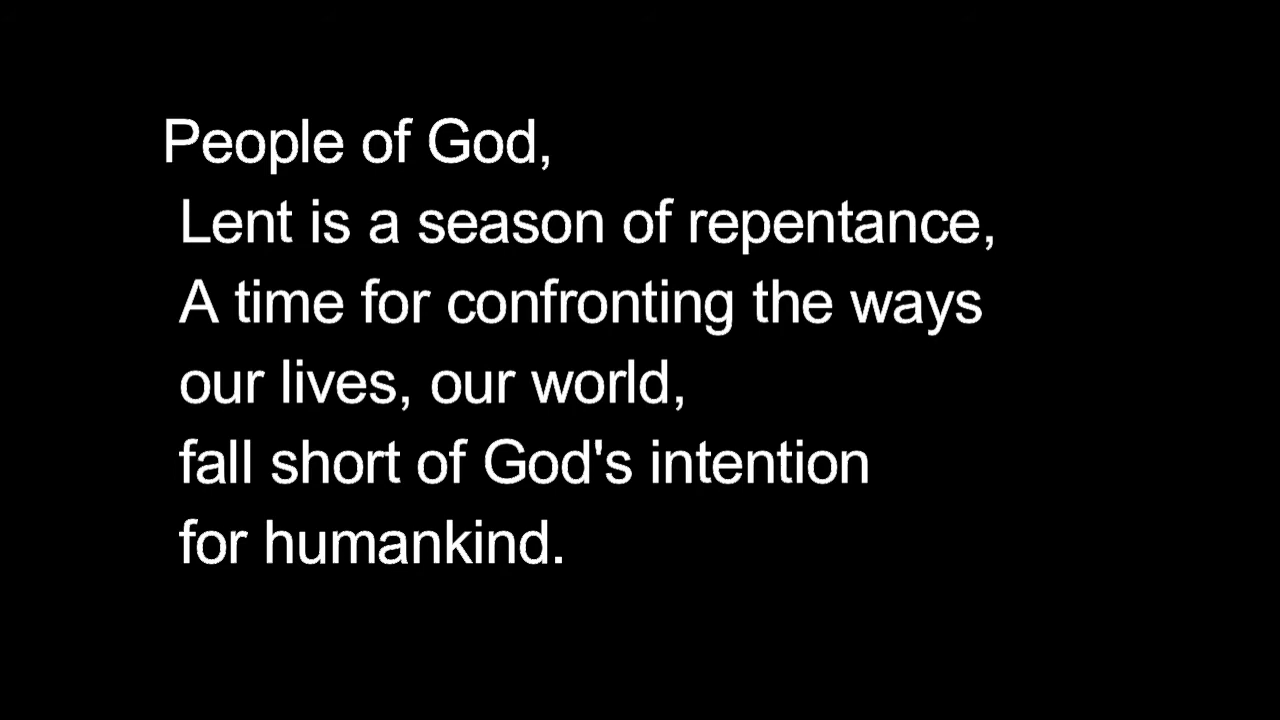 People of God,
Lent is a season of repentance,
A time for confronting the ways
our lives, our world,
fall short of God's intention
for humankind.